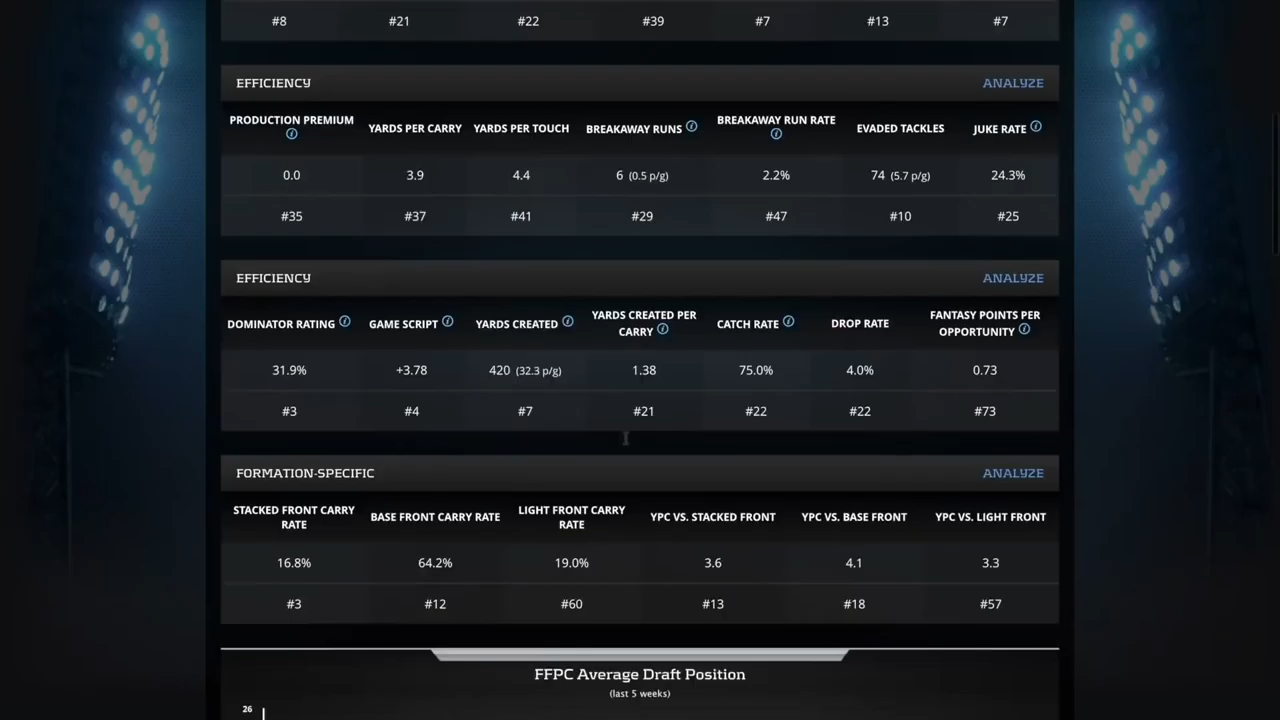 #8 #21 #22 #39 #7 #13 #7
EFFICIENCY ANALYZE
PRODUCTION PREMIUM YARDS PER CARRY YARDS PER TOUCH BREAKAWAY RUNS BREAKAWAY RUN RATE EVADED TACKLES JUKE RATE
0.0 3.9 4.4 6 (0.5 p/g) 2.2% 74 (5.7 p/g) 24.3%
#35 #37 #41 #29 #47 #10 #25
EFFICIENCY ANALYZE
DOMINATOR RATING GAME SCRIPT YARDS CREATED YARDS CREATED PER CARRY CATCH RATE DROP RATE FANTASY POINTS PER OPPORTUNITY
31.9% +3.78 420 (32.3 p/g) 1.38 75.0% 4.0% 0.73
#3 #4 #7 #21 #22 #22 #73
FORMATION-SPECIFIC ANALYZE
STACKED FRONT CARRY RATE BASE FRONT CARRY RATE LIGHT FRONT CARRY RATE YPC VS. STACKED FRONT YPC VS. BASE FRONT YPC VS. LIGHT FRONT
16.8% 64.2% 19.0% 3.6 4.1 3.3
#3 #12 #60 #13 #18 #57
FFPC Average Draft Position
(last 5 weeks)
26